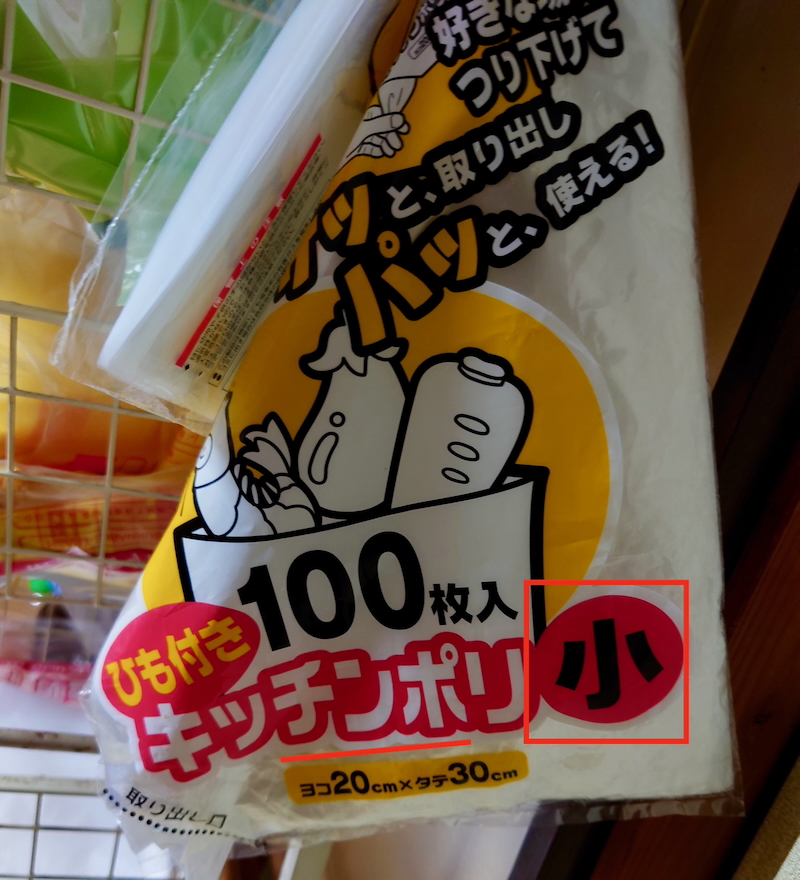 好きな場
つり下げて
ッと、取り出し
パッと、使える!
100枚入
ひも付き
キッチンポリ
小
ヨコ20cm×タテ30cm
取り出し口